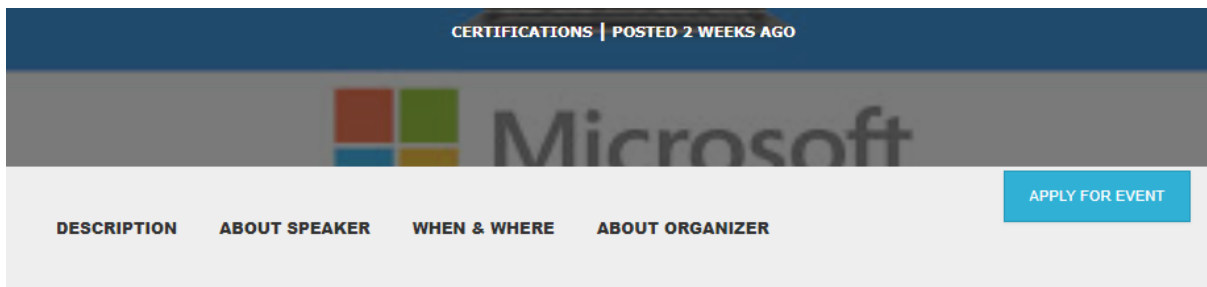 CERTIFICATIONS | POSTED 2 WEEKS AGO
Microsoft
APPLY FOR EVENT
DESCRIPTION ABOUT SPEAKER WHEN & WHERE ABOUT ORGANIZER